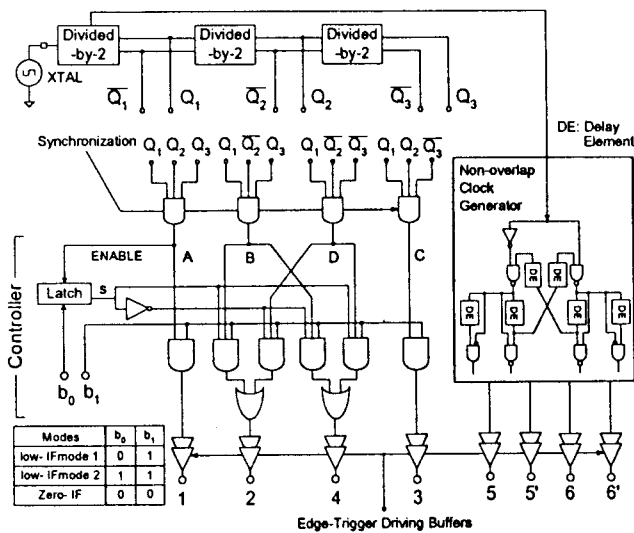 Divided -by-2
Divided -by-2
Divided -by-2
XTAL
Q̅₁ Q₁ Q̅₂ Q₂ Q̅₃ Q₃
DE: Delay Element
Synchronization
Q₁ Q₂ Q₃ Q₁ Q̅₂ Q₃ Q₁ Q̅₂ Q̅₃ Q₁ Q₂ Q̅₃
Non-overlap
Clock
Generator
Controller
ENABLE
A B D C
Latch
S
DE DE
DE DE DE DE
b₀ b₁
Modes b₀ b₁
low- IFmode 1 0 1
low- IFmode 2 1 1
Zero- IF 0 0
1 2 4 3 5 5' 6 6'
Edge-Trigger Driving Buffers